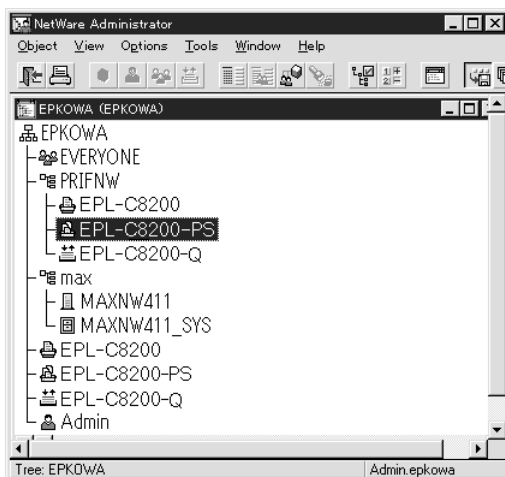 NetWare Administrator
Object View Options Tools Window Help
EPKOWA (EPKOWA)
EPKOWA
EVERYONE
PRIFNW
EPL-C8200
EPL-C8200-PS
EPL-C8200-Q
max
MAXNW411
MAXNW411_SYS
EPL-C8200
EPL-C8200-PS
EPL-C8200-Q
Admin
Tree: EPKOWA Admin.epkowa